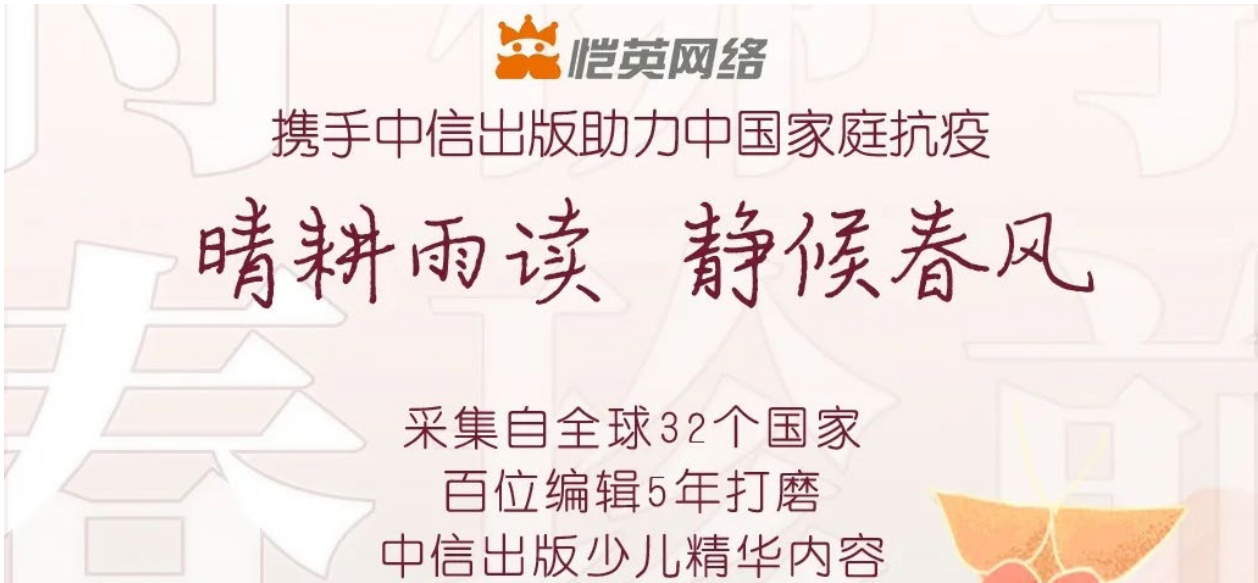 恺英网络
携手中信出版助力中国家庭抗疫
晴耕雨读 静候春风
采集自全球32个国家
百位编辑5年打磨
中信出版少儿精华内容
春